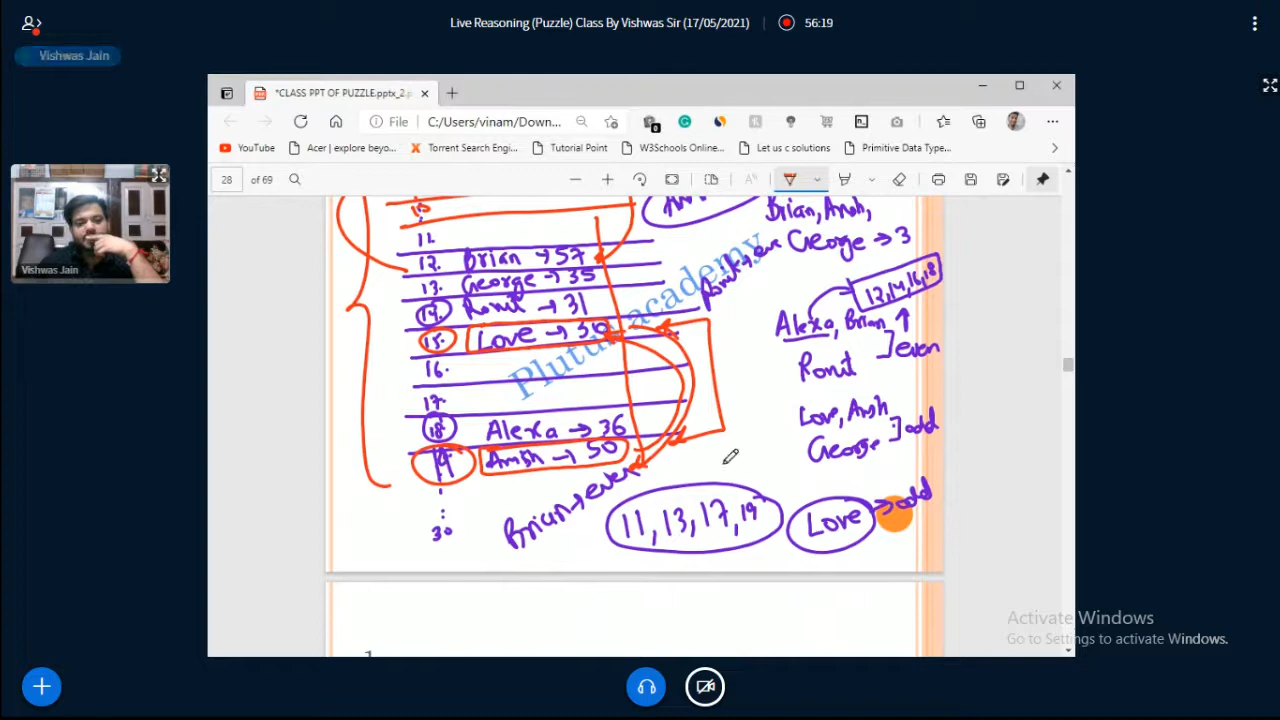 Live Reasoning (Puzzle) Class By Vishwas Sir (17/05/2021)
56:19
Vishwas Jain
*CLASS PPT OF PUZZLE.pptx_2.p
File
C:/Users/vinam/Down...
YouTube
Acer | explore beyo...
Torrent Search Engi...
Tutorial Point
W3Schools Online
Let us c solutions
Primitive Data Type...
28 of 69
Vishwas Jain
Brian, Ansh,
George → 3
11.
12. Brian → 57
13. George → 35
14. Ronit → 31
15. Love → 30
16.
17.
18. Alexa → 36
19. Ansh → 50
30
Plutus academy
Ronit → eve
12,14,16,18
Alexa, Brian ↑
Ronit
even
Love, Ansh
George
odd
Brian → even
11, 13, 17, 19
Love → odd
Activate Windows
Go to Settings to activate Windows.